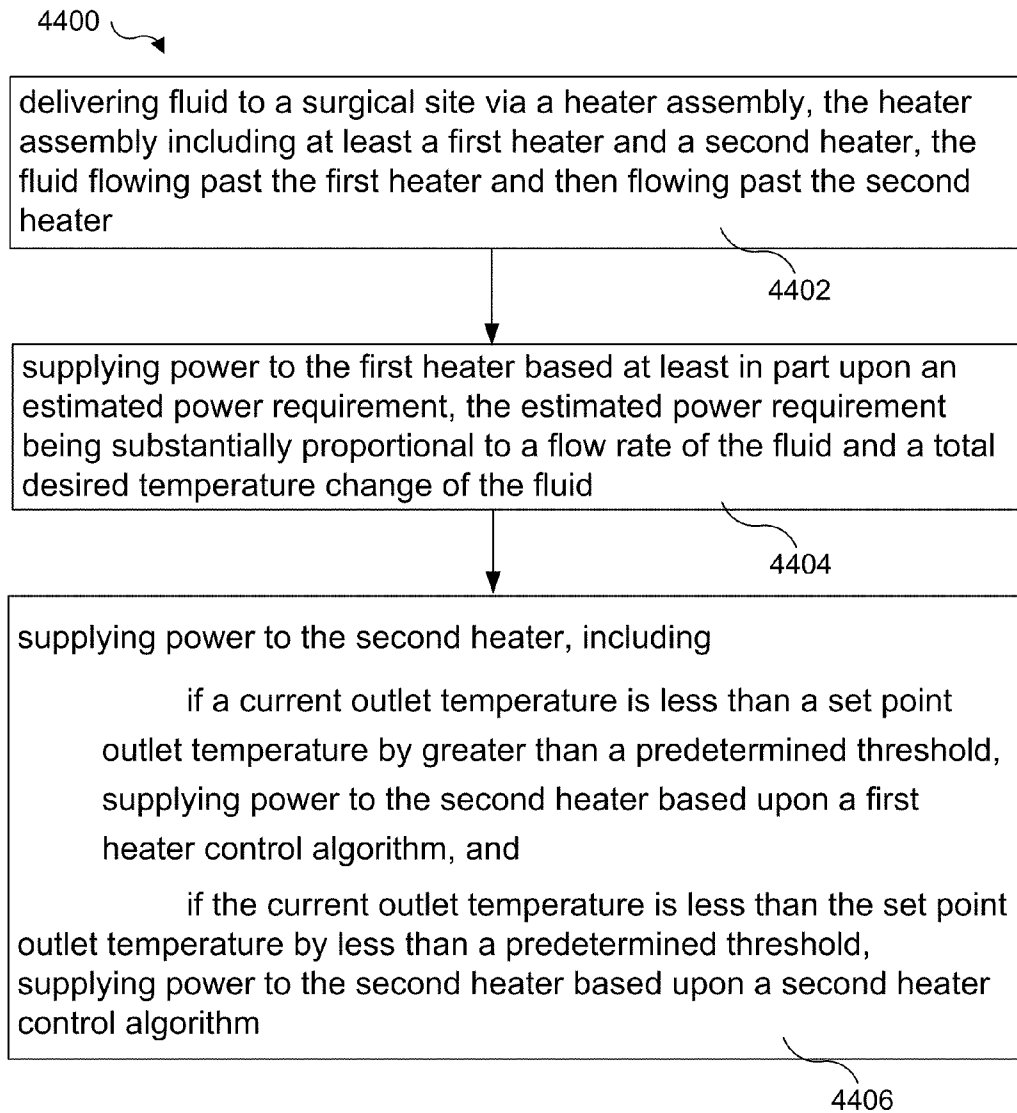 4400
delivering fluid to a surgical site via a heater assembly, the heater
assembly including at least a first heater and a second heater, the
fluid flowing past the first heater and then flowing past the second
heater
4402
supplying power to the first heater based at least in part upon an
estimated power requirement, the estimated power requirement
being substantially proportional to a flow rate of the fluid and a total
desired temperature change of the fluid
4404
supplying power to the second heater, including
if a current outlet temperature is less than a set point
outlet temperature by greater than a predetermined threshold,
supplying power to the second heater based upon a first
heater control algorithm, and
if the current outlet temperature is less than the set point
outlet temperature by less than a predetermined threshold,
supplying power to the second heater based upon a second heater
control algorithm
4406